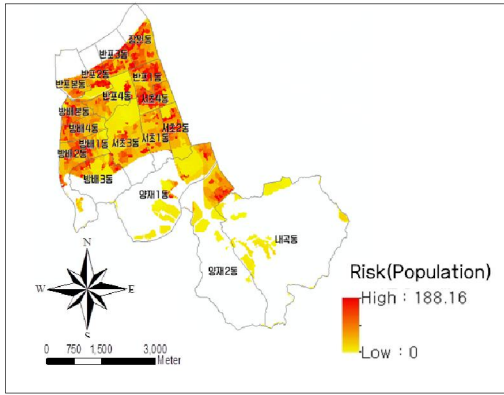 잠원동
반포3동
반포2동
반포본동
반포1동
반포4동
서초4동
방배본동
방배4동
서초2동
방배1동
서초3동
서초1동
방배2동
방배3동
양재1동
내곡동
양재2동
N
W
E
S
0 750 1,500 3,000
Meter
Risk(Population)
High : 188.16
Low : 0